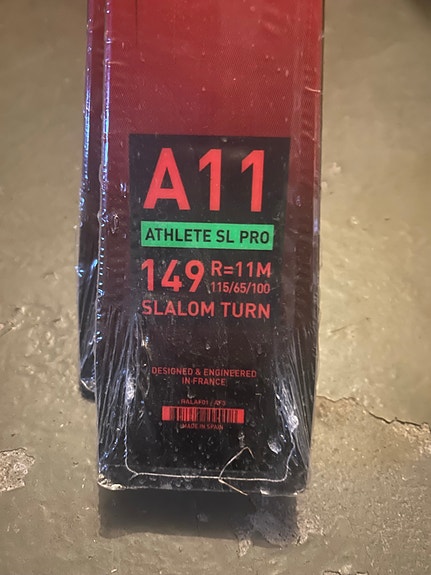 A11
ATHLETE SL PRO
149 R=11M
115/65/100
SLALOM TURN
DESIGNED & ENGINEERED
IN FRANCE
MADE IN SPAIN